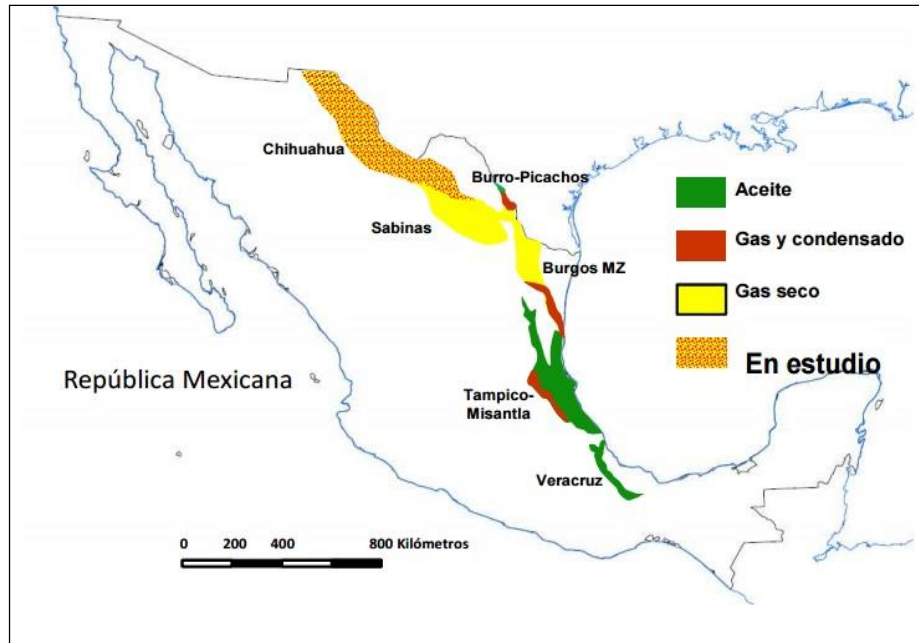 Chihuahua
Burro-Picachos
Sabinas
Burgos MZ
República Mexicana
Tampico-
Misantla
Veracruz
Aceite
Gas y condensado
Gas seco
En estudio
0 200 400 800 Kilómetros